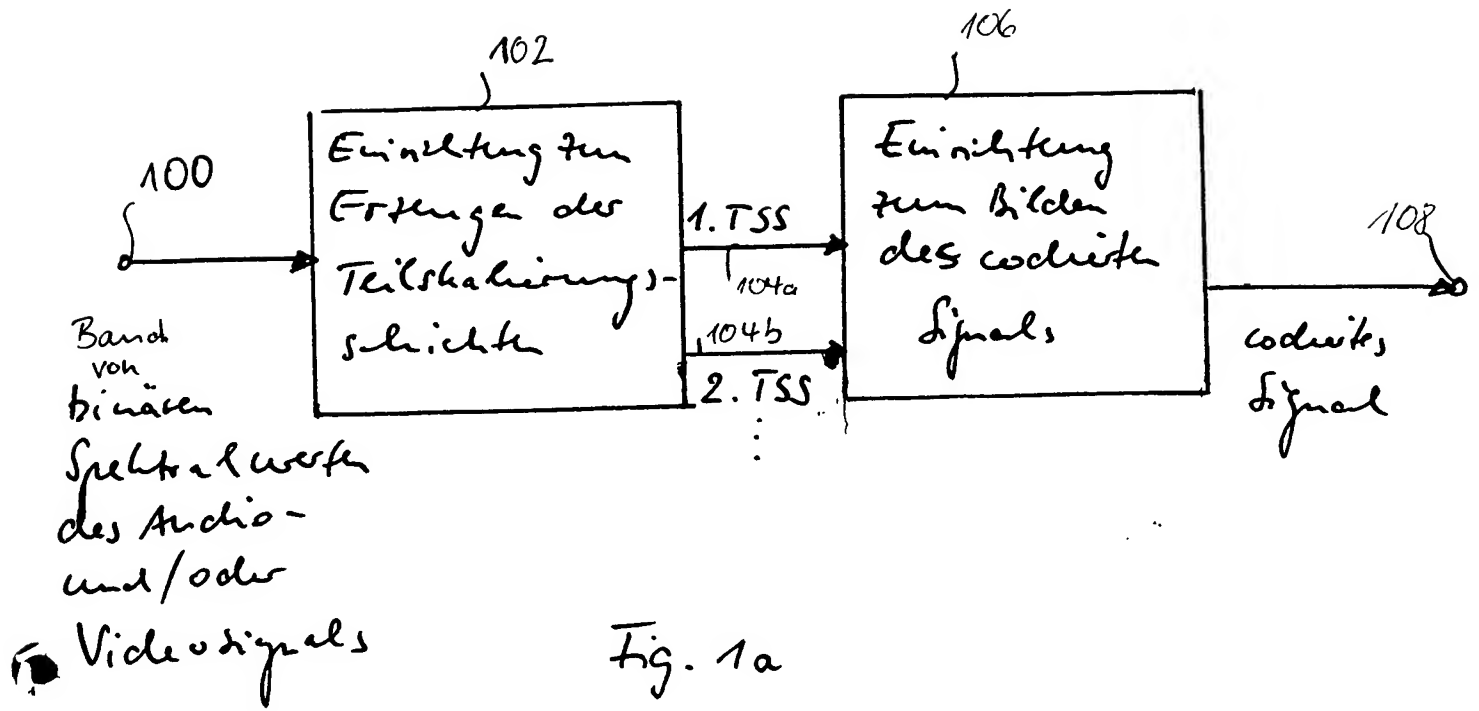 102
106
100
Einrichtung zum
Erzeugen der
Teilskalierungs-
schichten
1. TSS
104a
104b
2. TSS
Einrichtung
zum Bilden
des codierten
Signals
108
Band
von
binären
Spektralwerten
des Audio-
und/oder
Videosignals
codiertes
Signal
Fig. 1a